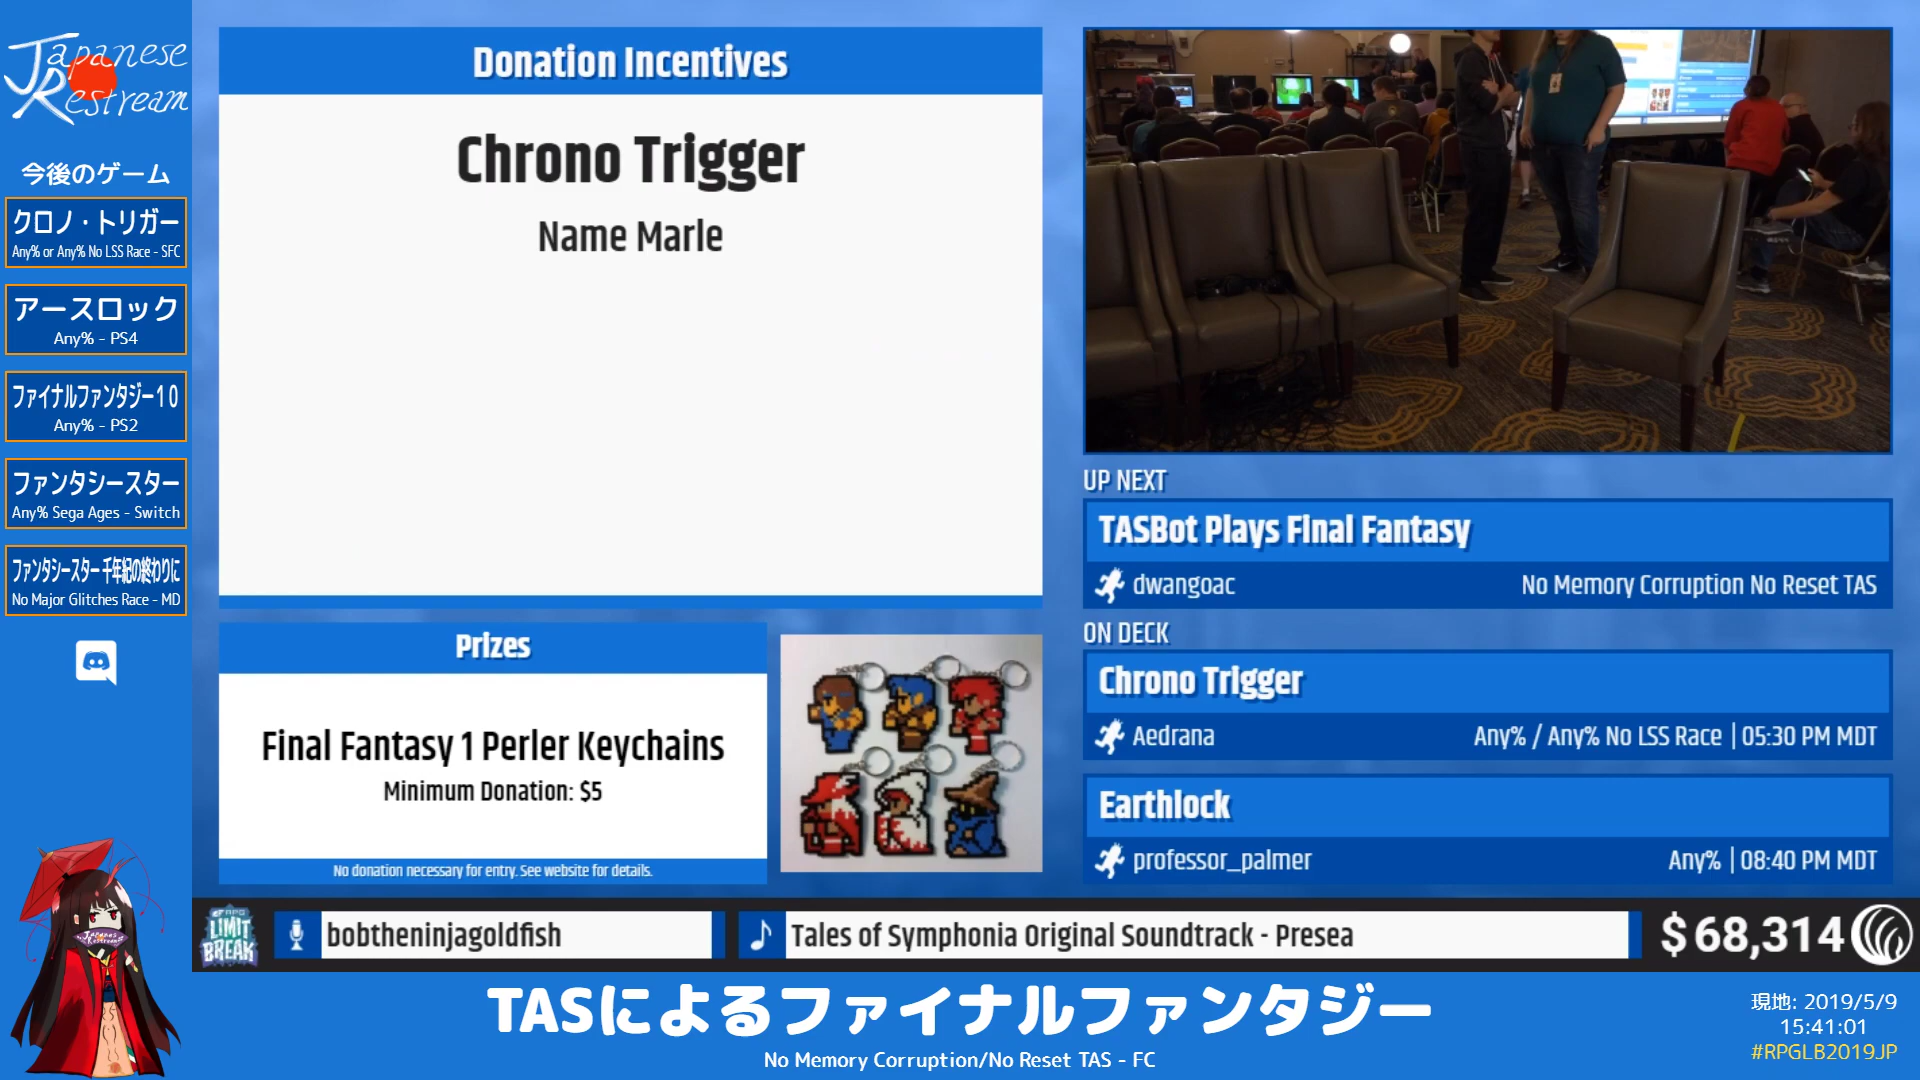 Japanese
Restream
今後のゲーム
クロノ・トリガー
Any% or Any% No LSS Race - SFC
アースロック
Any% - PS4
ファイナルファンタジー１０
Any% - PS2
ファンタシースター
Any% Sega Ages - Switch
ファンタシースター 千年紀の終わりに
No Major Glitches Race - MD
Donation Incentives
Chrono Trigger
Name Marle
Prizes
Final Fantasy 1 Perler Keychains
Minimum Donation: $5
No donation necessary for entry. See website for details.
UP NEXT
TASBot Plays Final Fantasy
dwangoac No Memory Corruption No Reset TAS
ON DECK
Chrono Trigger
Aedrana Any% / Any% No LSS Race | 05:30 PM MDT
Earthlock
professor_palmer Any% | 08:40 PM MDT
RPG
LIMIT
BREAK
bobtheninjagoldfish
Tales of Symphonia Original Soundtrack - Presea
$68,314
TASによるファイナルファンタジー
No Memory Corruption/No Reset TAS - FC
現地: 2019/5/9
15:41:01
#RPGLB2019JP